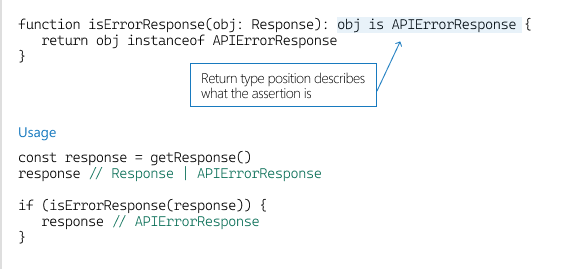 function isErrorResponse(obj: Response): obj is APIErrorResponse {
return obj instanceof APIErrorResponse
}
Return type position describes
what the assertion is
Usage
const response = getResponse()
response // Response | APIErrorResponse
if (isErrorResponse(response)) {
response // APIErrorResponse
}